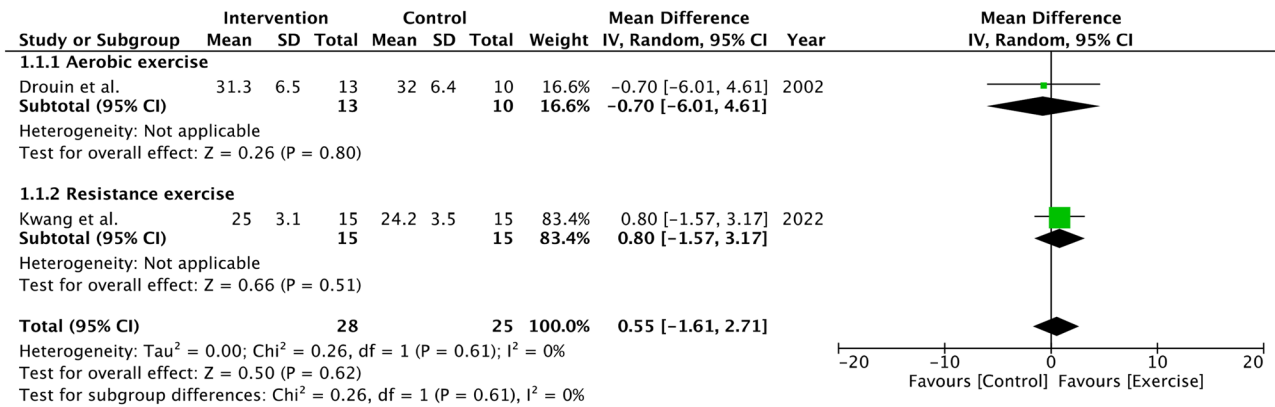 Intervention Control Mean Difference Mean Difference
Study or Subgroup Mean SD Total Mean SD Total Weight IV, Random, 95% CI Year IV, Random, 95% CI
1.1.1 Aerobic exercise
Drouin et al. 31.3 6.5 13 32 6.4 10 16.6% −0.70 [−6.01, 4.61] 2002
Subtotal (95% CI) 13 10 16.6% −0.70 [−6.01, 4.61]
Heterogeneity: Not applicable
Test for overall effect: Z = 0.26 (P = 0.80)
1.1.2 Resistance exercise
Kwang et al. 25 3.1 15 24.2 3.5 15 83.4% 0.80 [−1.57, 3.17] 2022
Subtotal (95% CI) 15 15 83.4% 0.80 [−1.57, 3.17]
Heterogeneity: Not applicable
Test for overall effect: Z = 0.66 (P = 0.51)
Total (95% CI) 28 25 100.0% 0.55 [−1.61, 2.71]
Heterogeneity: Tau² = 0.00; Chi² = 0.26, df = 1 (P = 0.61); I² = 0%
Test for overall effect: Z = 0.50 (P = 0.62)
Test for subgroup differences: Chi² = 0.26, df = 1 (P = 0.61), I² = 0%
−20 −10 0 10 20
Favours [Control] Favours [Exercise]